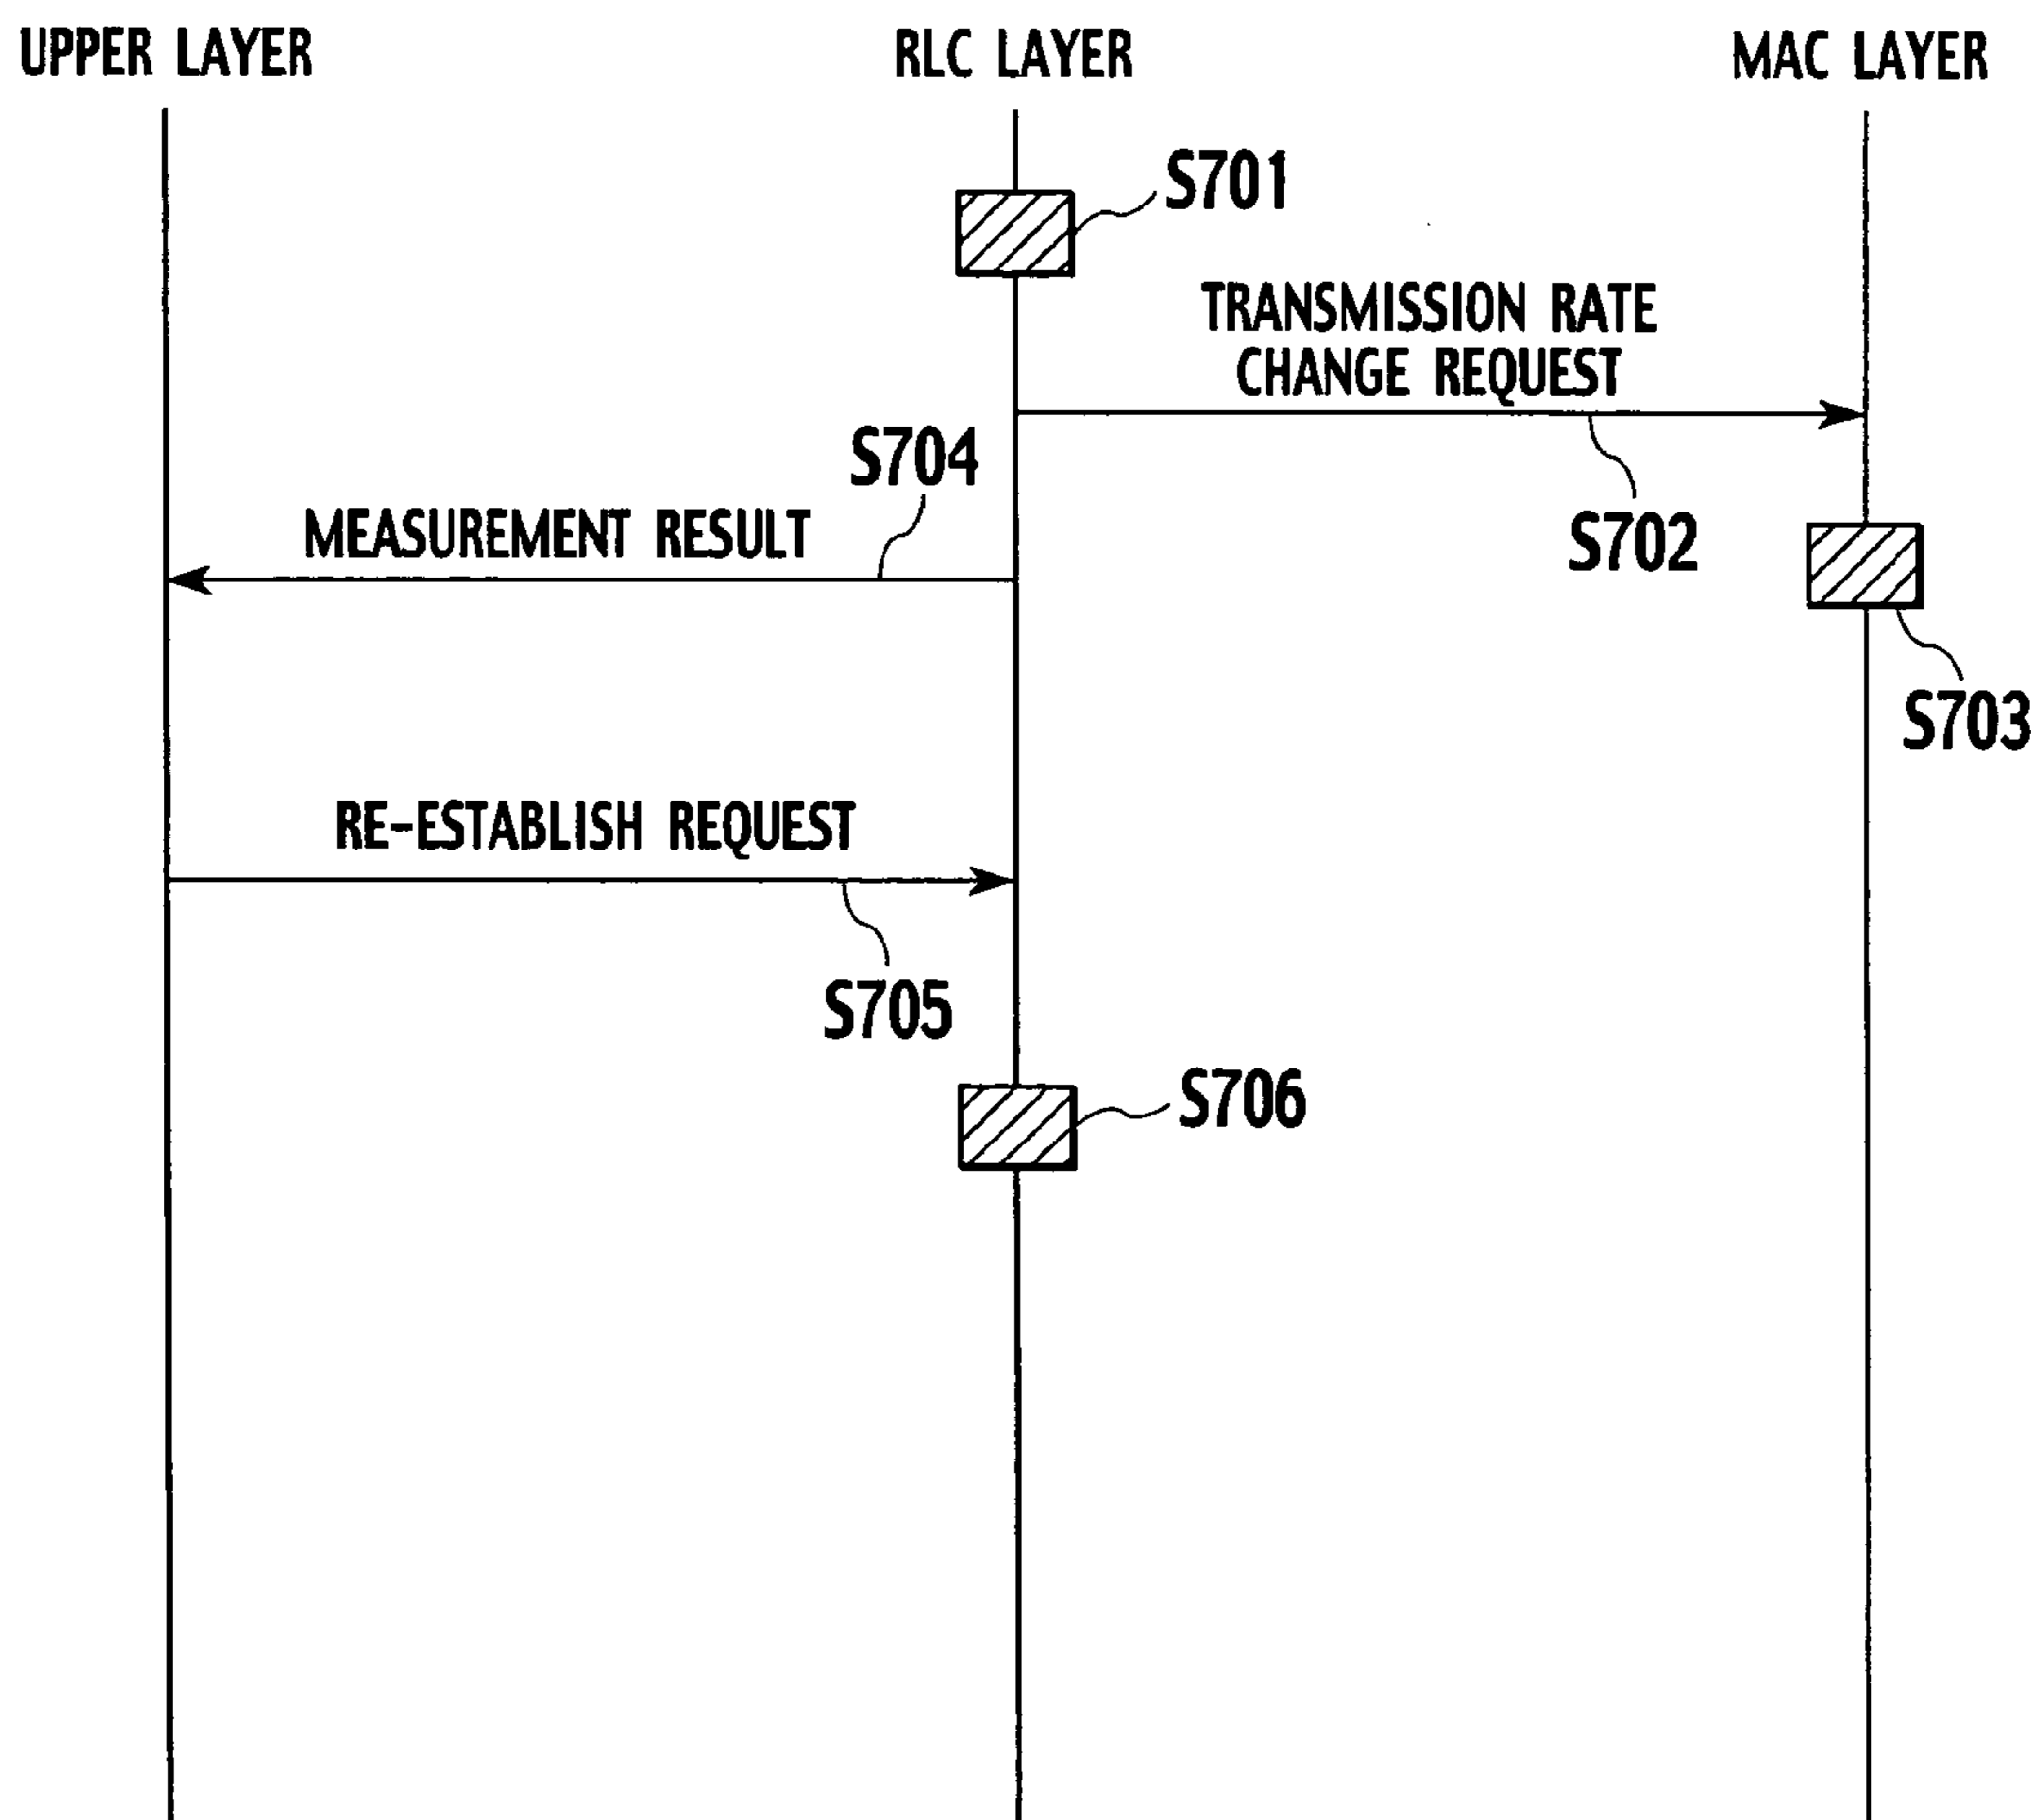 UPPER LAYER
RLC LAYER
MAC LAYER
S701
TRANSMISSION RATE
CHANGE REQUEST
S704
MEASUREMENT RESULT
S702
S703
RE-ESTABLISH REQUEST
S705
S706